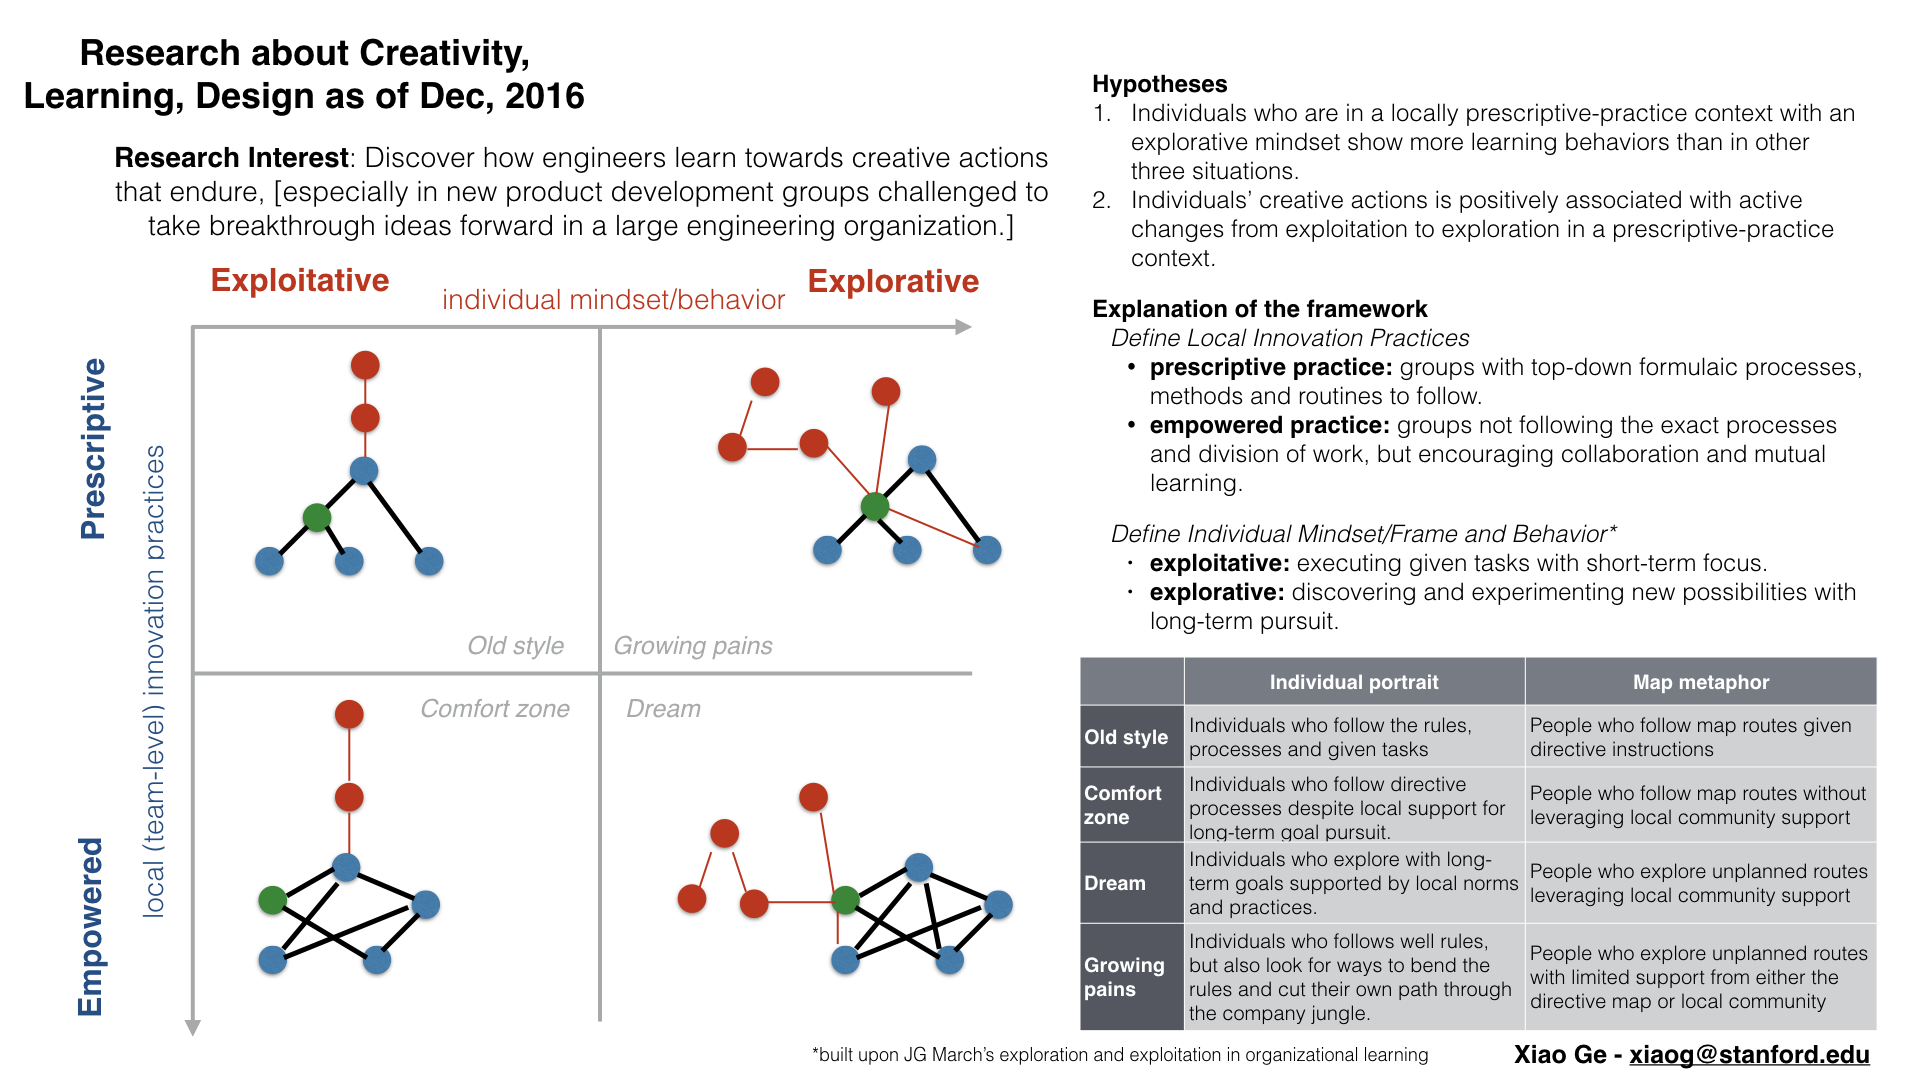 Research about Creativity,
Learning, Design as of Dec, 2016
Research Interest: Discover how engineers learn towards creative actions
that endure, [especially in new product development groups challenged to
take breakthrough ideas forward in a large engineering organization.]
Exploitative
individual mindset/behavior
Explorative
Prescriptive
local (team-level) innovation practices
Empowered
Old style
Growing pains
Comfort zone
Dream
Hypotheses
1. Individuals who are in a locally prescriptive-practice context with an
explorative mindset show more learning behaviors than in other
three situations.
2. Individuals’ creative actions is positively associated with active
changes from exploitation to exploration in a prescriptive-practice
context.
Explanation of the framework
Define Local Innovation Practices
• prescriptive practice: groups with top-down formulaic processes,
methods and routines to follow.
• empowered practice: groups not following the exact processes
and division of work, but encouraging collaboration and mutual
learning.
Define Individual Mindset/Frame and Behavior*
· exploitative: executing given tasks with short-term focus.
· explorative: discovering and experimenting new possibilities with
long-term pursuit.
Individual portrait
Map metaphor
Old style
Individuals who follow the rules,
processes and given tasks
People who follow map routes given
directive instructions
Comfort
zone
Individuals who follow directive
processes despite local support for
long-term goal pursuit.
People who follow map routes without
leveraging local community support
Dream
Individuals who explore with long-
term goals supported by local norms
and practices.
People who explore unplanned routes
leveraging local community support
Growing
pains
Individuals who follows well rules,
but also look for ways to bend the
rules and cut their own path through
the company jungle.
People who explore unplanned routes
with limited support from either the
directive map or local community
*built upon JG March’s exploration and exploitation in organizational learning
Xiao Ge - xiaog@stanford.edu